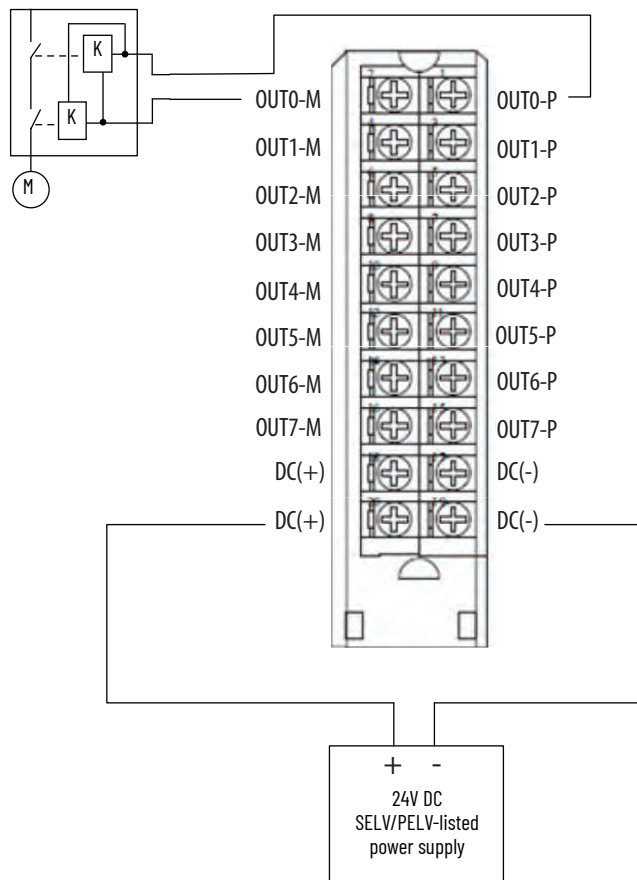 K
K
M
OUT0-M OUT0-P
OUT1-M OUT1-P
OUT2-M OUT2-P
OUT3-M OUT3-P
OUT4-M OUT4-P
OUT5-M OUT5-P
OUT6-M OUT6-P
OUT7-M OUT7-P
DC(+) DC(-)
DC(+) DC(-)
+ -
24V DC
SELV/PELV-listed
power supply